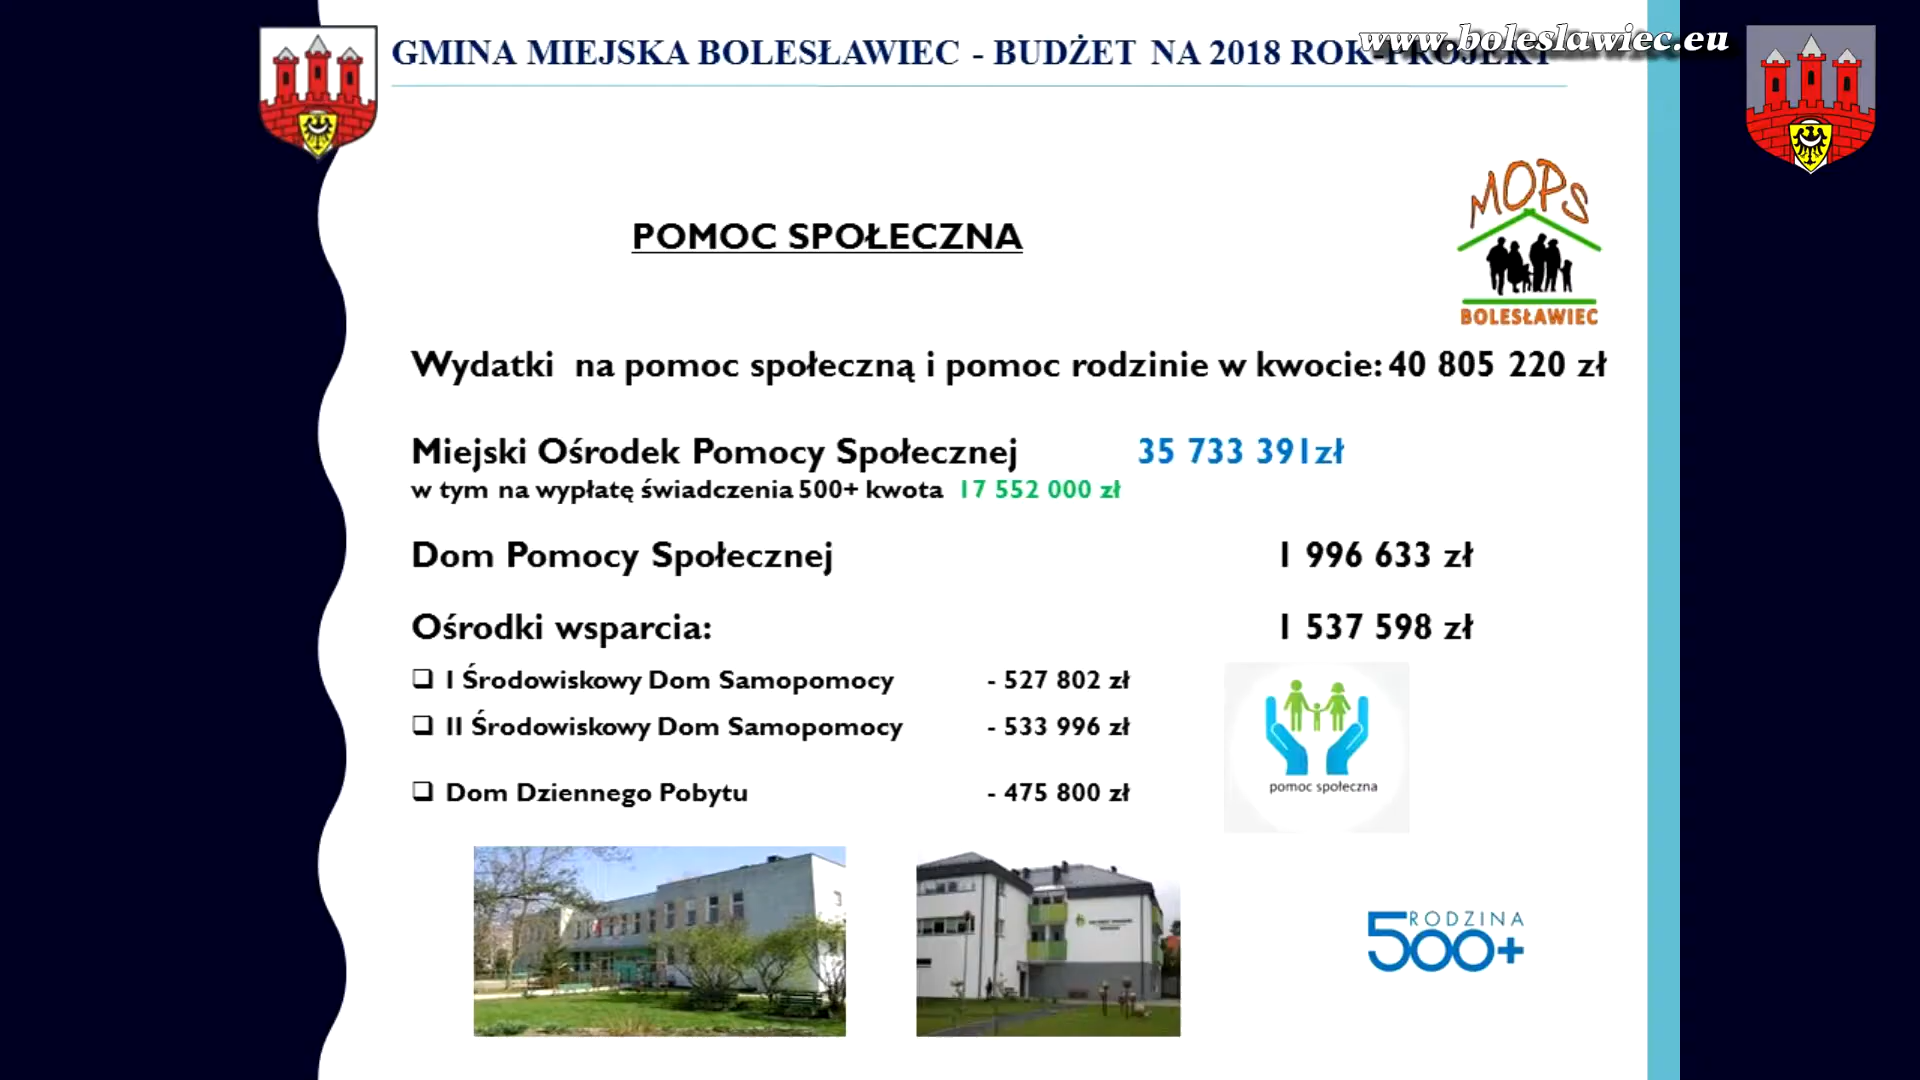 www.boleslawiec.eu
GMINA MIEJSKA BOLESŁAWIEC - BUDŻET NA 2018 ROK-PROJEKT
MOPS
BOLESŁAWIEC
POMOC SPOŁECZNA
Wydatki na pomoc społeczną i pomoc rodzinie w kwocie: 40 805 220 zł
Miejski Ośrodek Pomocy Społecznej 35 733 391zł
w tym na wypłatę świadczenia 500+ kwota 17 552 000 zł
Dom Pomocy Społecznej 1 996 633 zł
Ośrodki wsparcia: 1 537 598 zł
❑ I Środowiskowy Dom Samopomocy - 527 802 zł
❑ II Środowiskowy Dom Samopomocy - 533 996 zł
❑ Dom Dziennego Pobytu - 475 800 zł
pomoc społeczna
RODZINA
500+